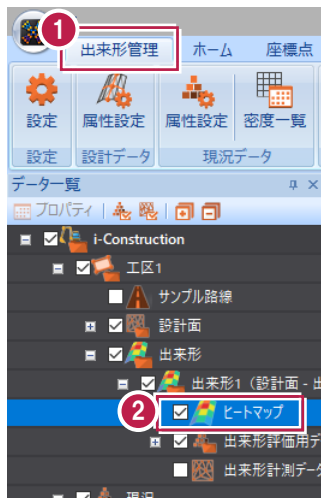 1
出来形管理 ホーム 座標点
設定 属性設定 属性設定 密度一覧
設定 設計データ 現況データ
データ一覧
プロパティ
i-Construction
工区1
サンプル路線
設計面
出来形
出来形1（設計面 - 出
2 ヒートマップ
出来形評価用デ
出来形計測データ
現況